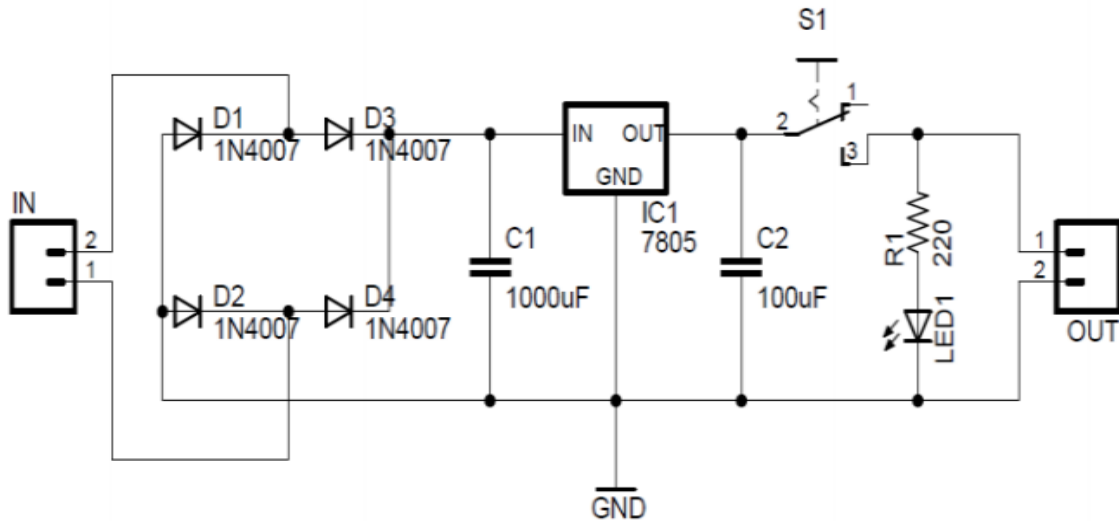 S1
1
2
3
D1
1N4007
D3
1N4007
IN
OUT
GND
IC1
7805
IN
2
1
C1
1000uF
C2
100uF
R1
220
1
2
OUT
D2
1N4007
D4
1N4007
LED1
GND